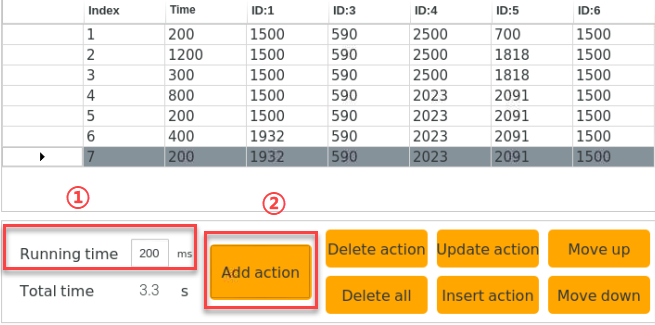 Index Time ID:1 ID:3 ID:4 ID:5 ID:6
1 200 1500 590 2500 700 1500
2 1200 1500 590 2500 1818 1500
3 300 1500 590 2500 1818 1500
4 800 1500 590 2023 2091 1500
5 200 1500 590 2023 2091 1500
6 400 1932 590 2023 2091 1500
7 200 1932 590 2023 2091 1500
① ②
Running time 200 ms
Total time 3.3 s
Add action
Delete action Update action Move up
Delete all Insert action Move down